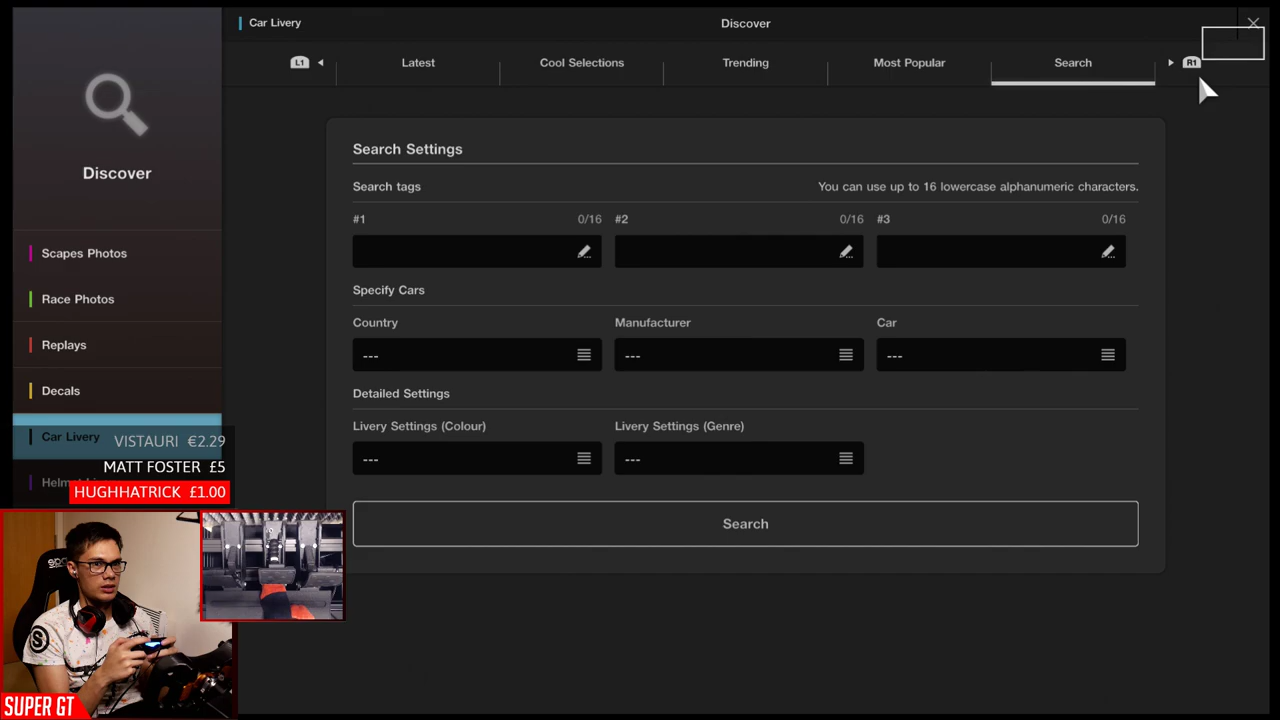 Car Livery
Discover
L1
Latest
Cool Selections
Trending
Most Popular
Search
R1
Discover
Search Settings
Search tags
You can use up to 16 lowercase alphanumeric characters.
#1
0/16
#2
0/16
#3
0/16
Specify Cars
Country
Manufacturer
Car
---
---
---
Detailed Settings
Livery Settings (Colour)
Livery Settings (Genre)
---
---
Search
Scapes Photos
Race Photos
Replays
Decals
Car Livery
VISTAURI €2.29
MATT FOSTER £5
HUGHHATRICK £1.00
SUPER GT